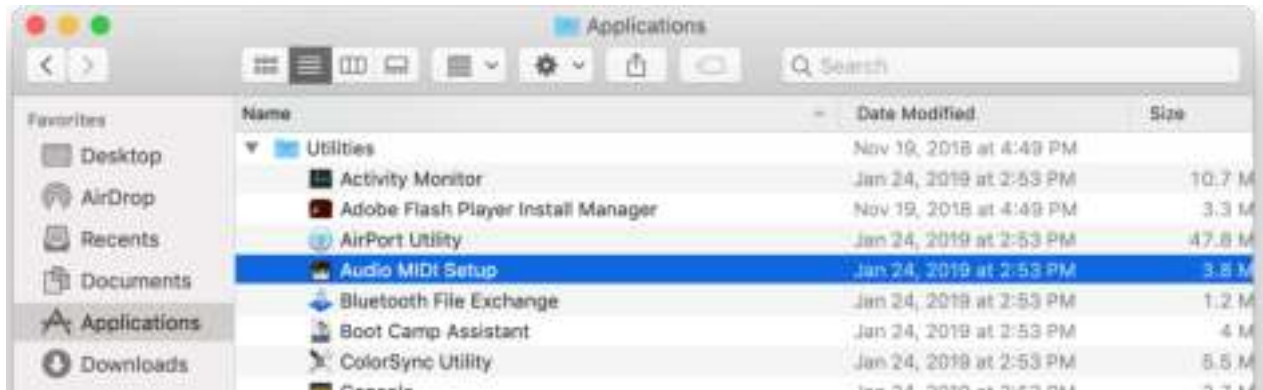 Applications
Search
Favorites
Name Date Modified Size
Desktop
AirDrop
Recents
Documents
Applications
Downloads
Utilities Nov 19, 2018 at 4:49 PM
Activity Monitor Jan 24, 2019 at 2:53 PM 10.7 M
Adobe Flash Player Install Manager Nov 19, 2018 at 4:49 PM 3.3 M
AirPort Utility Jan 24, 2019 at 2:53 PM 47.8 M
Audio MIDI Setup Jan 24, 2019 at 2:53 PM 3.8 M
Bluetooth File Exchange Jan 24, 2019 at 2:53 PM 1.2 M
Boot Camp Assistant Jan 24, 2019 at 2:53 PM 4 M
ColorSync Utility Jan 24, 2019 at 2:53 PM 5.5 M